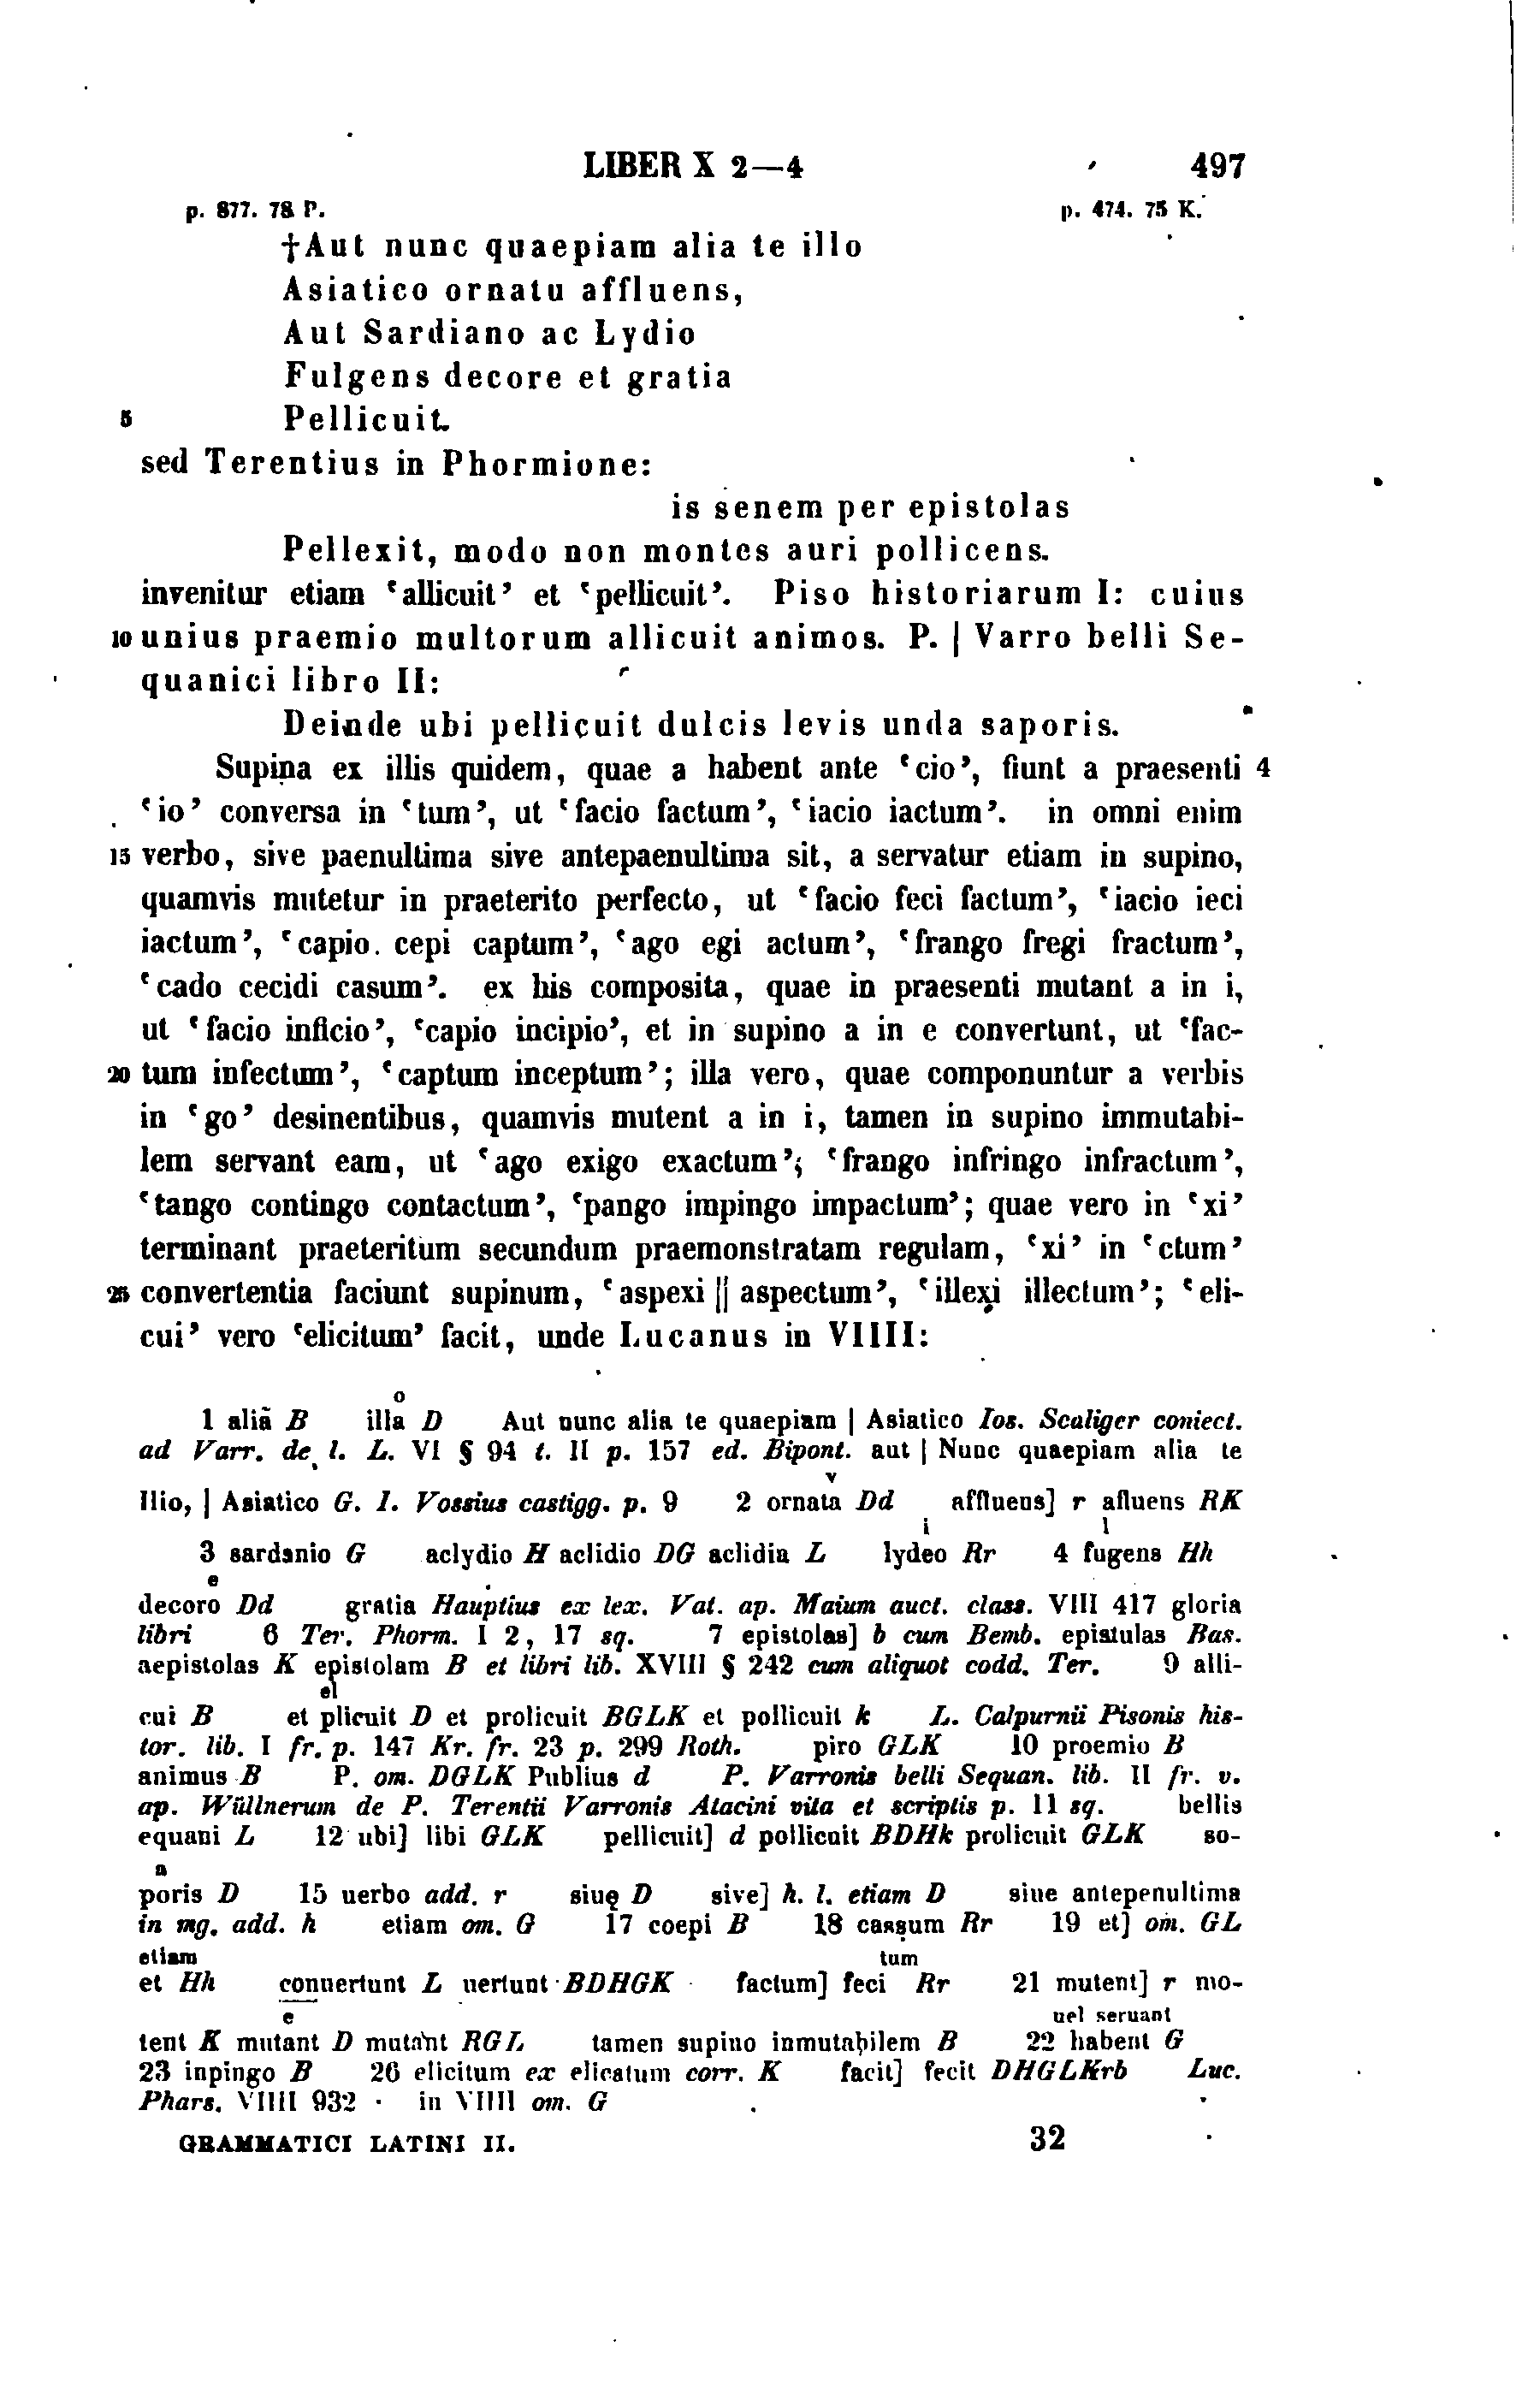 LIBER X 2—4 497
p. 877. 78 P. p. 474. 75 K.
†Aut nunc quaepiam alia te illo
Asiatico ornatu affluens,
Aut Sardiano ac Lydio
Fulgens decore et gratia
5 Pellicuit.
sed Terentius in Phormione:
is senem per epistolas
Pellexit, modo non montes auri pollicens.
invenitur etiam ‘allicuit’ et ‘pellicuit’. Piso historiarum I: cuius
10 unius praemio multorum allicuit animos. P. | Varro belli Se-
quanici libro II:
Deinde ubi pellicuit dulcis levis unda saporis.
Supina ex illis quidem, quae a habent ante ‘cio’, fiunt a praesenti 4
‘io’ conversa in ‘tum’, ut ‘facio factum’, ‘iacio iactum’. in omni enim
15 verbo, sive paenultima sive antepaenultima sit, a servatur etiam in supino,
quamvis mutetur in praeterito perfecto, ut ‘facio feci factum’, ‘iacio ieci
iactum’, ‘capio cepi captum’, ‘ago egi actum’, ‘frango fregi fractum’,
‘cado cecidi casum’. ex his composita, quae in praesenti mutant a in i,
ut ‘facio inficio’, ‘capio incipio’, et in supino a in e convertunt, ut ‘fac-
20 tum infectum’, ‘captum inceptum’; illa vero, quae componuntur a verbis
in ‘go’ desinentibus, quamvis mutent a in i, tamen in supino immutabi-
lem servant eam, ut ‘ago exigo exactum’, ‘frango infringo infractum’,
‘tango contingo contactum’, ‘pango impingo impactum’; quae vero in ‘xi’
terminant praeteritum secundum praemonstratam regulam, ‘xi’ in ‘ctum’
25 convertentia faciunt supinum, ‘aspexi || aspectum’, ‘illexi illectum’; ‘eli-
cui’ vero ‘elicitum’ facit, unde Lucanus in VIIII:
o
1 aliã B illa D Aut nunc alia te quaepiam | Asiatico Ios. Scaliger coniect.
ad Varr. de l. L. VI § 94 t. II p. 157 ed. Bipont. aut | Nunc quaepiam alia te
v
Ilio, | Asiatico G. I. Vossius castigg. p. 9 2 ornata Dd affluens] r afluens RK
i l
3 sardanio G aclydio H aclidio DG aclidia L lydeo Rr 4 fugens Hh
e
decoro Dd gratia Hauptius ex lex. Vat. ap. Maium auct. class. VIII 417 gloria
libri 6 Ter. Phorm. I 2, 17 sq. 7 epistolas] b cum Bemb. epistulas Bas.
aepistolas K epistolam B et libri lib. XVIII § 242 cum aliquot codd. Ter. 9 alli-
el
cui B et plicuit D et prolicuit BGLK et pollicuit k L. Calpurnii Pisonis his-
tor. lib. I fr. p. 147 Kr. fr. 23 p. 299 Roth. piro GLK 10 proemio B
animus B P. om. DGLK Publius d P. Varronis belli Sequan. lib. II fr. v.
ap. Wüllnerum de P. Terentii Varronis Atacini vita et scriptis p. 11 sq. bellis
equani L 12 ubi] libi GLK pellicuit] d pollicuit BDHk prolicuit GLK so-
a
poris D 15 uerbo add. r siuę D sive] h. l. etiam D siue antepenultima
in mg. add. h etiam om. G 17 coepi B 18 cassum Rr 19 et] om. GL
etiam tum
et Hh conuertunt L uertunt BDHGK factum] feci Rr 21 mutent] r mo-
e uel seruant
tent K mutant D mutant RGL tamen supino inmutabilem B 22 habent G
23 inpingo B 26 elicitum ex elicatum corr. K facit] fecit DHGLKrb Luc.
Phars. VIIII 932 in VIIII om. G
GRAMMATICI LATINI II. 32